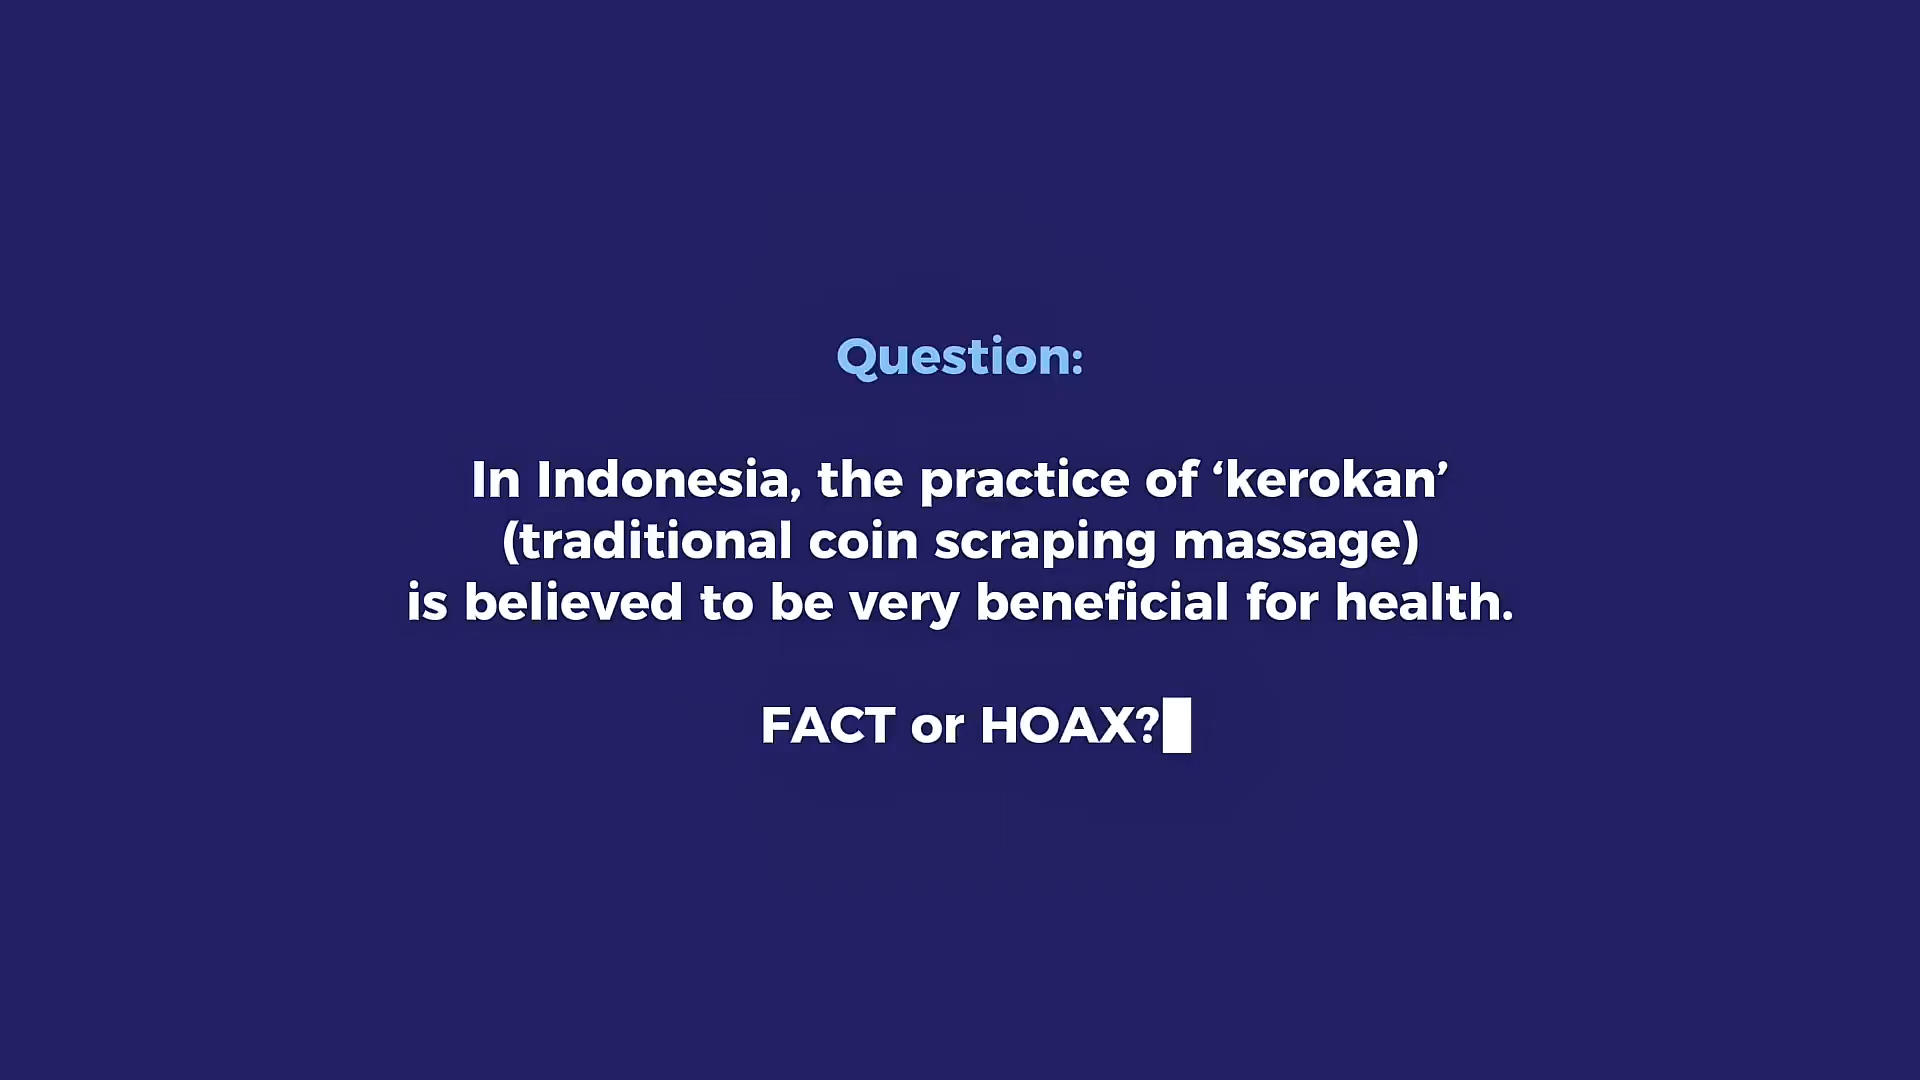 Question:
In Indonesia, the practice of ‘kerokan’
(traditional coin scraping massage)
is believed to be very beneficial for health.
FACT or HOAX?